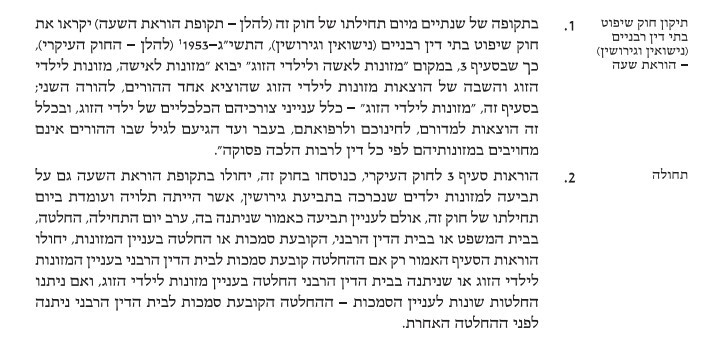 תיקון חוק שיפוט
בתי דין רבניים
(נישואין וגירושין)
– הוראת שעה
1. בתקופה של שנתיים מיום תחילתו של חוק זה (להלן – תקופת הוראת השעה) יקראו את
חוק שיפוט בתי דין רבניים (נישואין וגירושין), התשי"ג–1953¹ (להלן – החוק העיקרי),
כך שבסעיף 3, במקום "מזונות לאשה ולילדי הזוג" יבוא "מזונות לאישה, מזונות לילדי
הזוג והשבה של הוצאות מזונות לילדי הזוג שהוציא אחד ההורים, להורה השני;
בסעיף זה, "מזונות לילדי הזוג" – כלל ענייני צורכיהם הכלכליים של ילדי הזוג, ובכלל
זה הוצאות למדורם, לחינוכם ולרפואתם, בעבר ועד הגיעם לגיל שבו ההורים אינם
מחויבים במזונותיהם לפי כל דין לרבות הלכה פסוקה".
תחולה
2. הוראות סעיף 3 לחוק העיקרי, כנוסחו בחוק זה, יחולו בתקופת הוראת השעה גם על
תביעה למזונות ילדים שנכרכה בתביעת גירושין, אשר הייתה תלויה ועומדת ביום
תחילתו של חוק זה, אולם לעניין תביעה כאמור שניתנה בה, ערב יום התחילה, החלטה,
בבית המשפט או בבית הדין הרבני, הקובעת סמכות או החלטה בעניין המזונות, יחולו
הוראות הסעיף האמור רק אם ההחלטה קובעת סמכות לבית הדין הרבני בעניין המזונות
לילדי הזוג או שניתנה בבית הדין הרבני החלטה בעניין מזונות לילדי הזוג, ואם ניתנו
החלטות שונות לעניין הסמכות – ההחלטה הקובעת סמכות לבית הדין הרבני ניתנה
לפני ההחלטה האחרת.